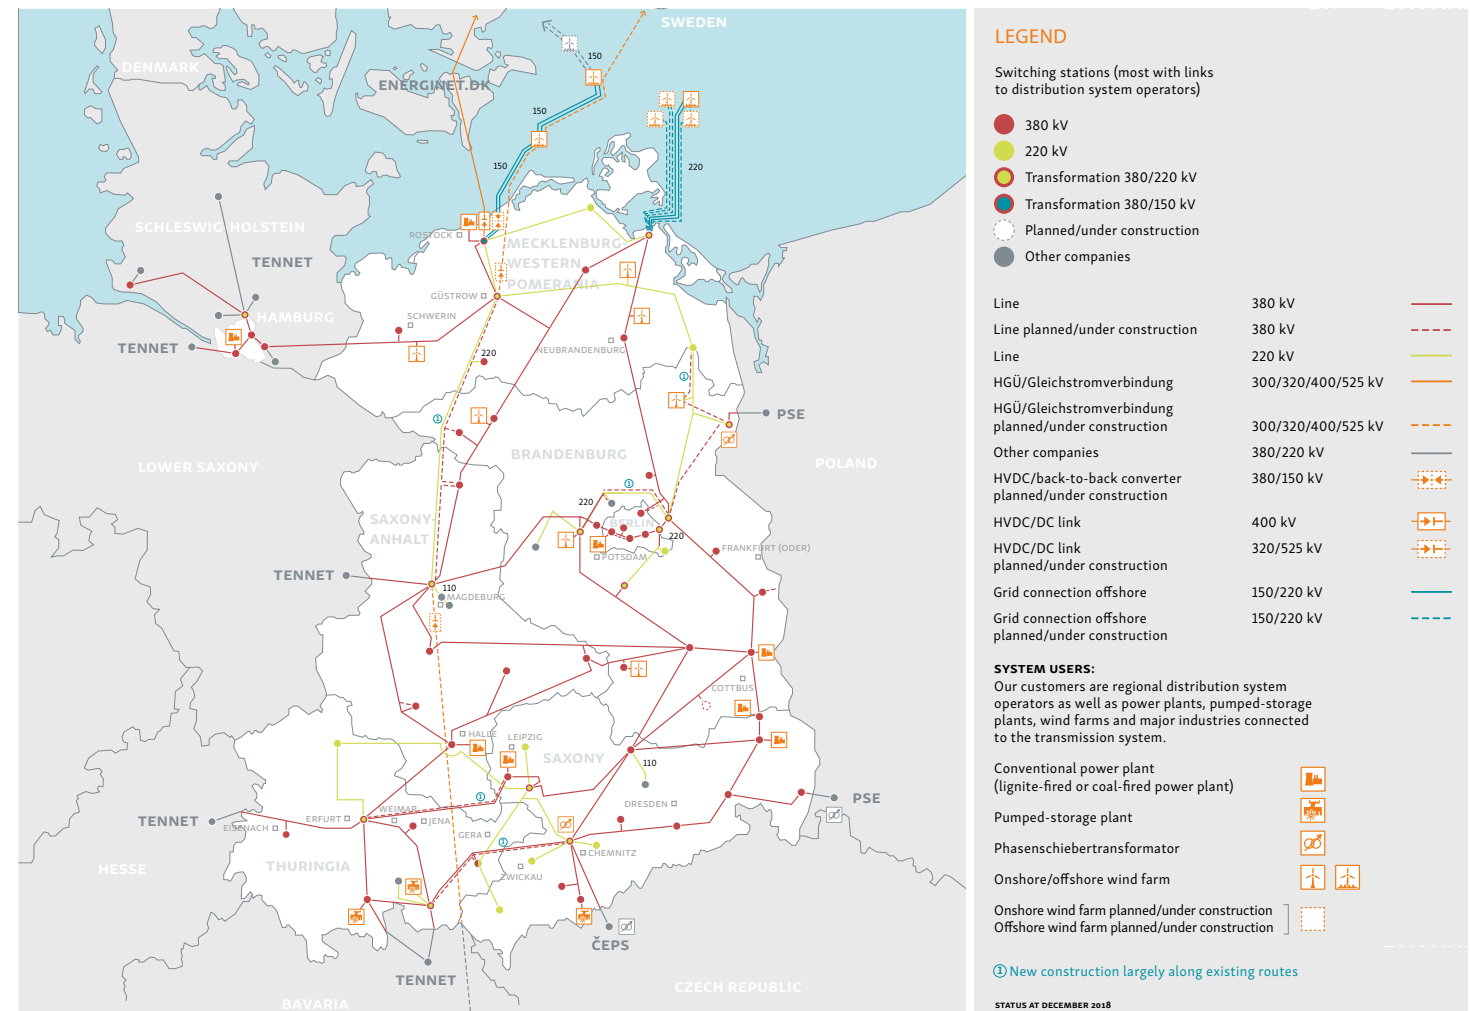 SWEDEN
DENMARK
ENERGINET.DK
150
150
150
220
SCHLESWIG-HOLSTEIN
TENNET
ROSTOCK
MECKLENBURG-
WESTERN
POMERANIA
GÜSTROW
HAMBURG
SCHWERIN
TENNET
220
NEUBRANDENBURG
1
1
PSE
BRANDENBURG
LOWER SAXONY
POLAND
1
220
SAXONY-
ANHALT
BERLIN
220
POTSDAM
FRANKFURT (ODER)
TENNET
110
MAGDEBURG
COTTBUS
HALLE
LEIPZIG
SAXONY
110
1
DRESDEN
PSE
WEIMAR
ERFURT
JENA
TENNET
EISENACH
GERA
1
CHEMNITZ
HESSE
THURINGIA
ZWICKAU
ČEPS
TENNET
CZECH REPUBLIC
BAVARIA
LEGEND
Switching stations (most with links
to distribution system operators)
380 kV
220 kV
Transformation 380/220 kV
Transformation 380/150 kV
Planned/under construction
Other companies
Line 380 kV
Line planned/under construction 380 kV
Line 220 kV
HGÜ/Gleichstromverbindung 300/320/400/525 kV
HGÜ/Gleichstromverbindung
planned/under construction 300/320/400/525 kV
Other companies 380/220 kV
HVDC/back-to-back converter 380/150 kV
planned/under construction
HVDC/DC link 400 kV
HVDC/DC link 320/525 kV
planned/under construction
Grid connection offshore 150/220 kV
Grid connection offshore 150/220 kV
planned/under construction
SYSTEM USERS:
Our customers are regional distribution system
operators as well as power plants, pumped-storage
plants, wind farms and major industries connected
to the transmission system.
Conventional power plant
(lignite-fired or coal-fired power plant)
Pumped-storage plant
Phasenschiebertransformator
Onshore/offshore wind farm
Onshore wind farm planned/under construction
Offshore wind farm planned/under construction
1 New construction largely along existing routes
STATUS AT DECEMBER 2018